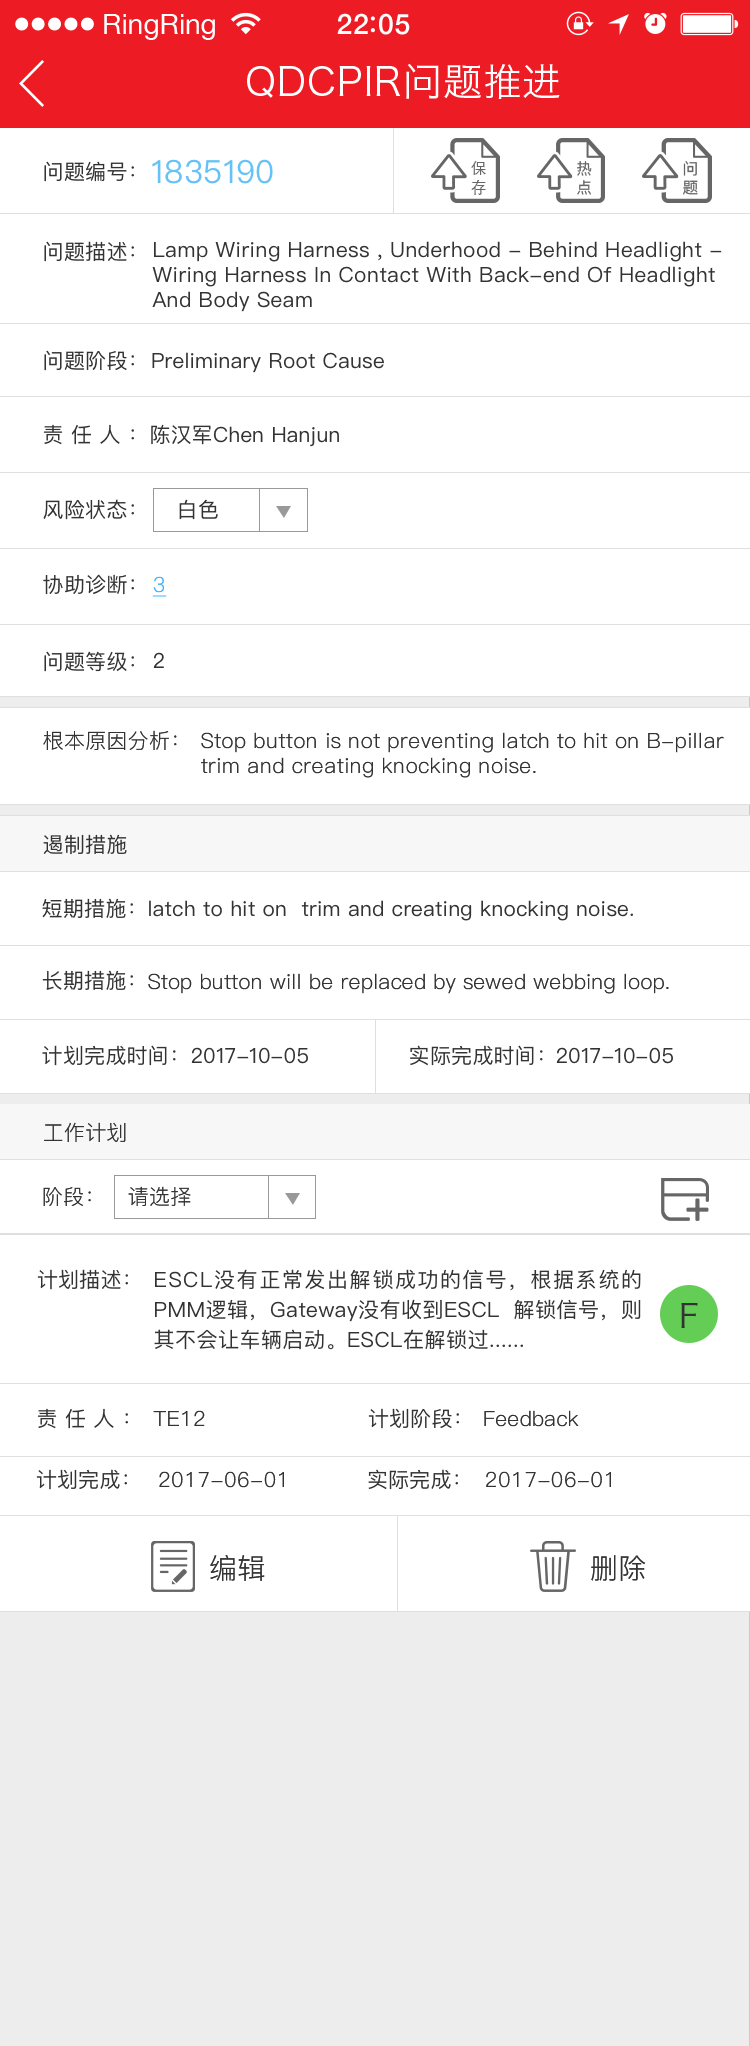 RingRing 22:05
QDCPIR问题推进
问题编号： 1835190 保存 热点 问题
问题描述： Lamp Wiring Harness , Underhood – Behind Headlight –
Wiring Harness In Contact With Back–end Of Headlight
And Body Seam
问题阶段： Preliminary Root Cause
责 任 人 ： 陈汉军Chen Hanjun
风险状态： 白色
协助诊断： 3
问题等级： 2
根本原因分析： Stop button is not preventing latch to hit on B–pillar
trim and creating knocking noise.
遏制措施
短期措施： latch to hit on  trim and creating knocking noise.
长期措施： Stop button will be replaced by sewed webbing loop.
计划完成时间： 2017–10–05 实际完成时间： 2017–10–05
工作计划
阶段： 请选择
计划描述： ESCL没有正常发出解锁成功的信号，根据系统的
PMM逻辑，Gateway没有收到ESCL  解锁信号，则
其不会让车辆启动。ESCL在解锁过......
F
责 任 人 ： TE12 计划阶段： Feedback
计划完成： 2017–06–01 实际完成： 2017–06–01
编辑 删除